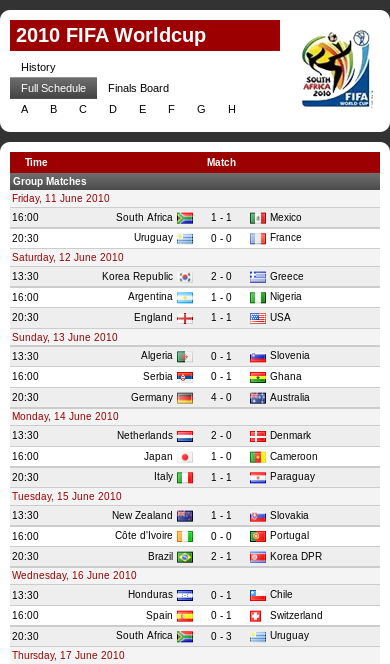 2010 FIFA Worldcup
History
Full Schedule Finals Board
A B C D E F G H
SOUTH AFRICA
2010
FIFA
WORLD CUP
Time Match
Group Matches
Friday, 11 June 2010
16:00 South Africa 1 - 1 Mexico
20:30 Uruguay 0 - 0 France
Saturday, 12 June 2010
13:30 Korea Republic 2 - 0 Greece
16:00 Argentina 1 - 0 Nigeria
20:30 England 1 - 1 USA
Sunday, 13 June 2010
13:30 Algeria 0 - 1 Slovenia
16:00 Serbia 0 - 1 Ghana
20:30 Germany 4 - 0 Australia
Monday, 14 June 2010
13:30 Netherlands 2 - 0 Denmark
16:00 Japan 1 - 0 Cameroon
20:30 Italy 1 - 1 Paraguay
Tuesday, 15 June 2010
13:30 New Zealand 1 - 1 Slovakia
16:00 Côte d'Ivoire 0 - 0 Portugal
20:30 Brazil 2 - 1 Korea DPR
Wednesday, 16 June 2010
13:30 Honduras 0 - 1 Chile
16:00 Spain 0 - 1 Switzerland
20:30 South Africa 0 - 3 Uruguay
Thursday, 17 June 2010